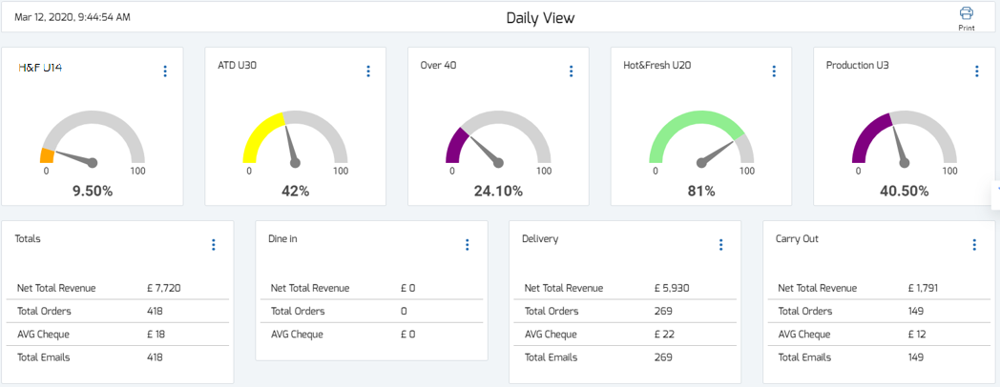 Mar 12, 2020, 9:44:54 AM
Daily View
Print
H&F U14
0 100
9.50%
ATD U30
0 100
42%
Over 40
0 100
24.10%
Hot&Fresh U20
0 100
81%
Production U3
0 100
40.50%
Totals
Net Total Revenue £ 7,720
Total Orders 418
AVG Cheque £ 18
Total Emails 418
Dine in
Net Total Revenue £ 0
Total Orders 0
AVG Cheque £ 0
Delivery
Net Total Revenue £ 5,930
Total Orders 269
AVG Cheque £ 22
Total Emails 269
Carry Out
Net Total Revenue £ 1,791
Total Orders 149
AVG Cheque £ 12
Total Emails 149